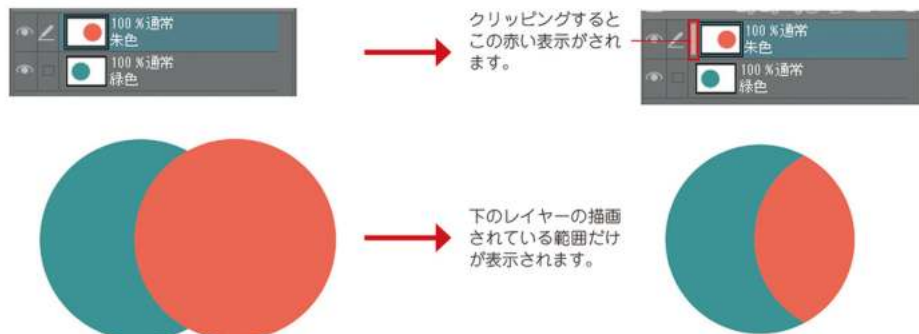 100 %通常
朱色
100 %通常
緑色
クリッピングすると
この赤い表示がされ
ます。
100 %通常
朱色
100 %通常
緑色
下のレイヤーの描画
されている範囲だけ
が表示されます。